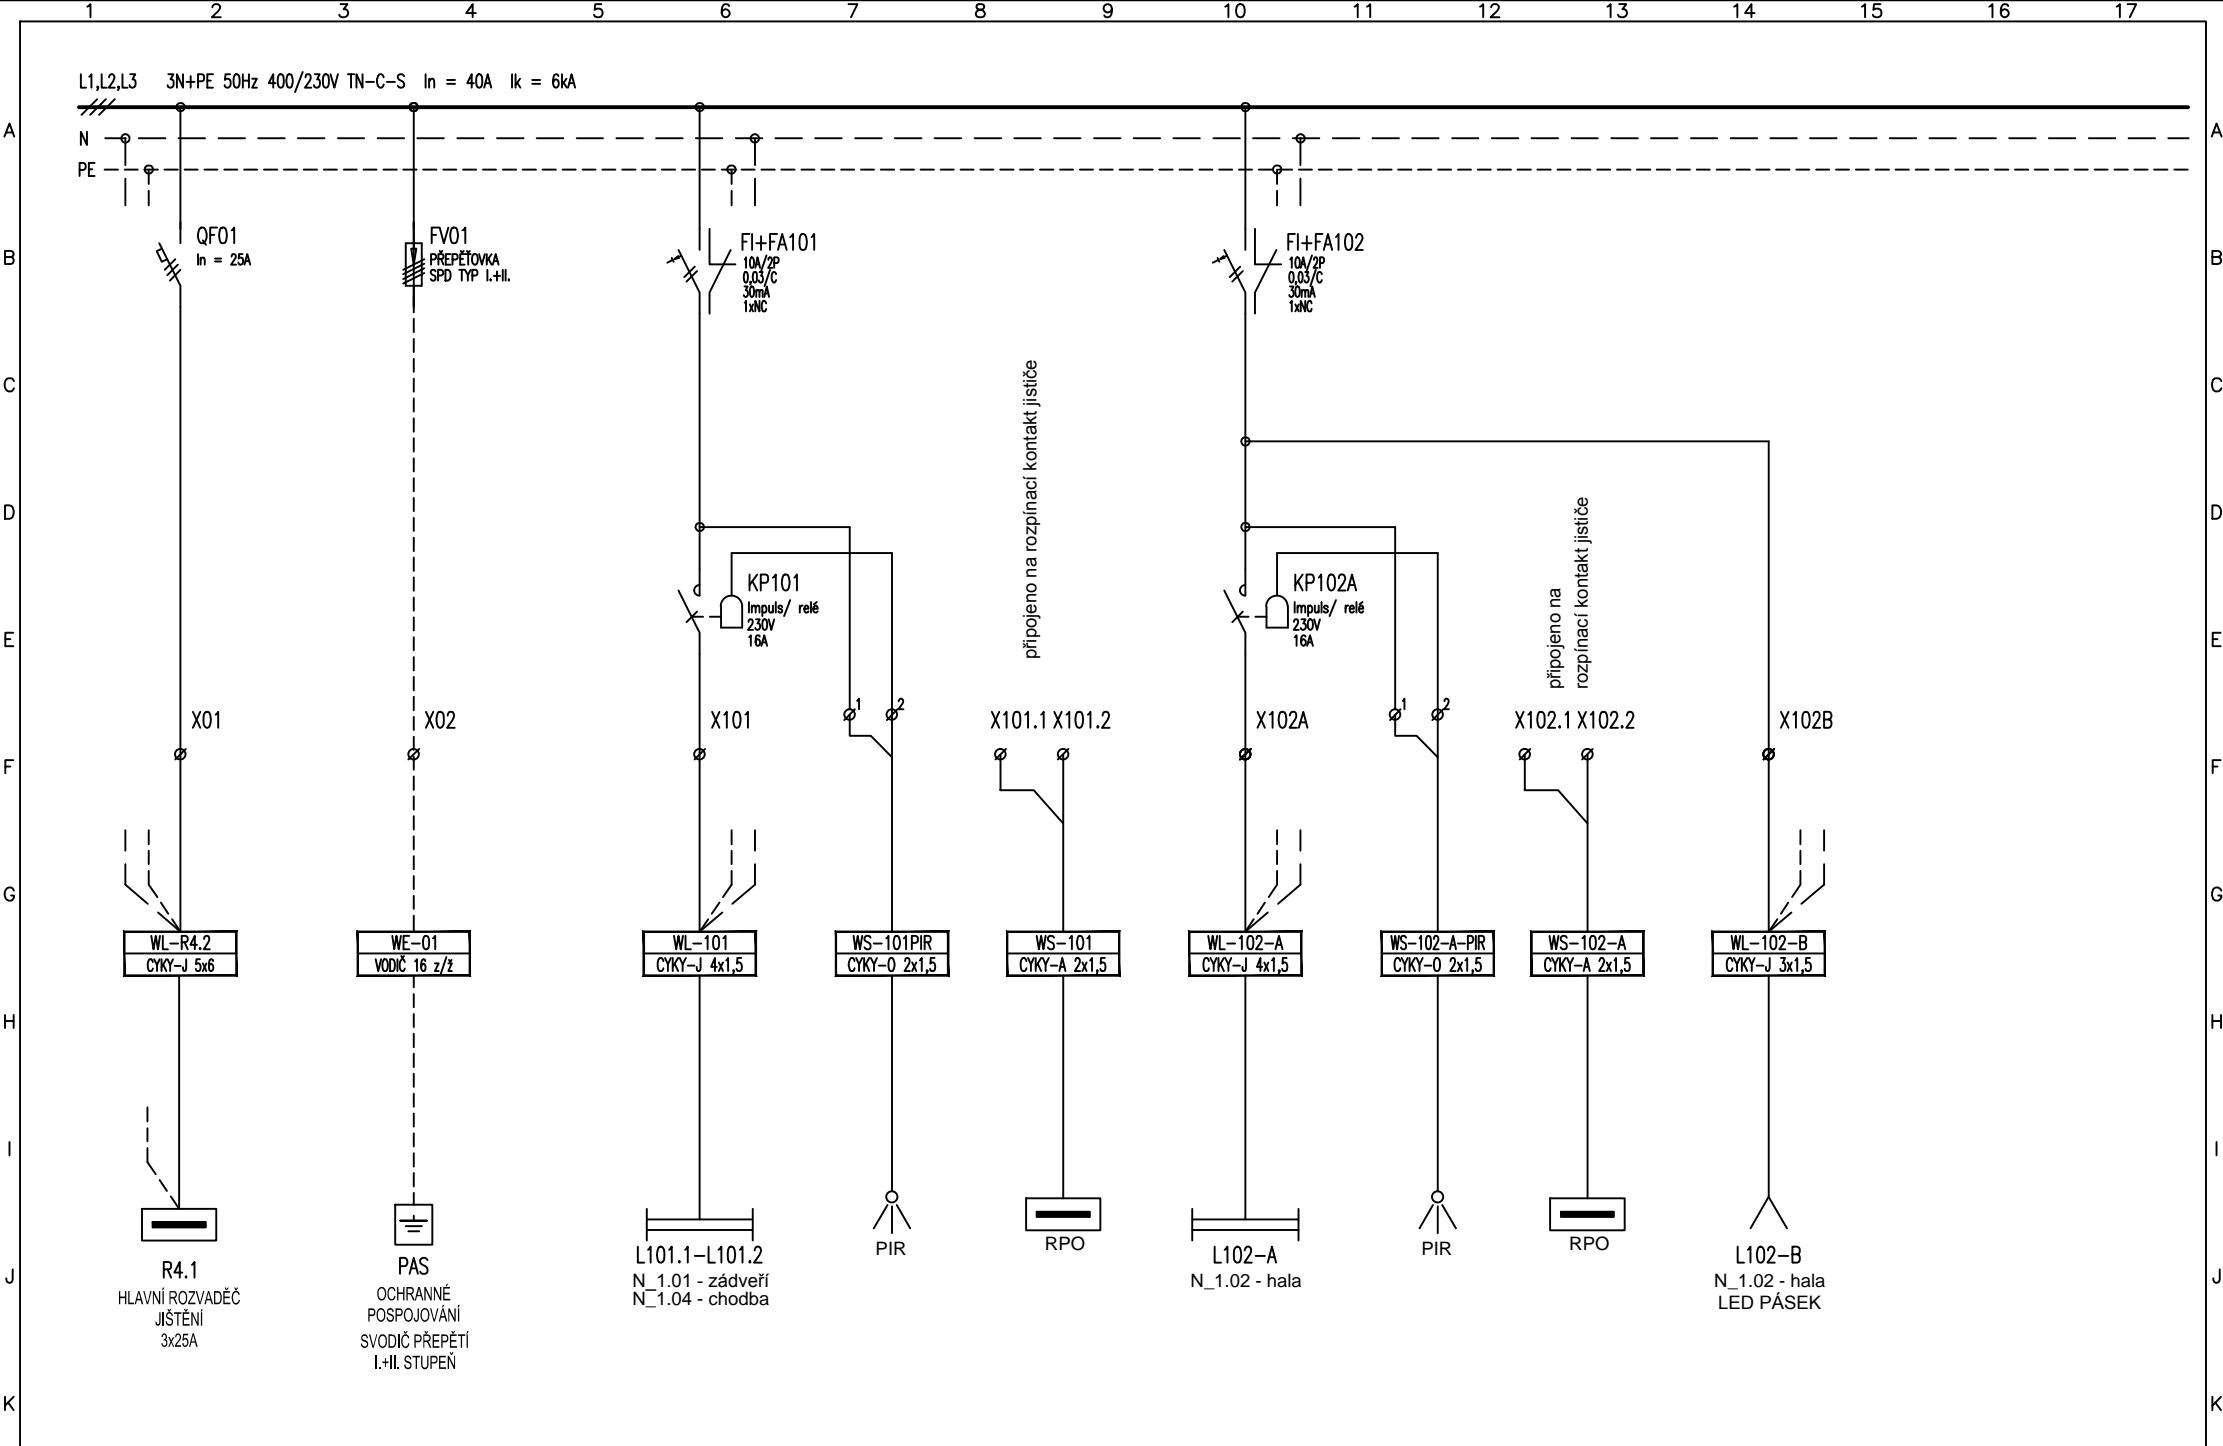 1 2 3 4 5 6 7 8 9 10 11 12 13 14 15 16 17
L1,L2,L3 3N+PE 50Hz 400/230V TN-C-S In = 40A Ik = 6kA
A A
N
PE
B B
QF01
In = 25A
FV01
PŘEPĚŤOVKA
SPD TYP I.+II.
FI+FA101
10A/2P
0,03/C
30mA
1xNC
FI+FA102
10A/2P
0,03/C
30mA
1xNC
C C
připojeno na rozpínací kontakt jističe
D D
připojeno na
rozpínací kontakt jističe
KP101
Impuls/ relé
230V
16A
KP102A
Impuls/ relé
230V
16A
E E
1 2
1 2
X01 X02 X101 X101.1 X101.2 X102A X102.1 X102.2 X102B
F F
G G
WL-R4.2
CYKY-J 5x6
WE-01
VODIČ 16 z/ž
WL-101
CYKY-J 4x1,5
WS-101PIR
CYKY-O 2x1,5
WS-101
CYKY-A 2x1,5
WL-102-A
CYKY-J 4x1,5
WS-102-A-PIR
CYKY-O 2x1,5
WS-102-A
CYKY-A 2x1,5
WL-102-B
CYKY-J 3x1,5
H H
I I
R4.1
HLAVNÍ ROZVADĚČ
JIŠTĚNÍ
3x25A
PAS
OCHRANNÉ
POSPOJOVÁNÍ
SVODIČ PŘEPĚTÍ
I.+II. STUPEŇ
L101.1-L101.2
N_1.01 - zádveří
N_1.04 - chodba
PIR
RPO
L102-A
N_1.02 - hala
PIR
RPO
L102-B
N_1.02 - hala
LED PÁSEK
J J
K K